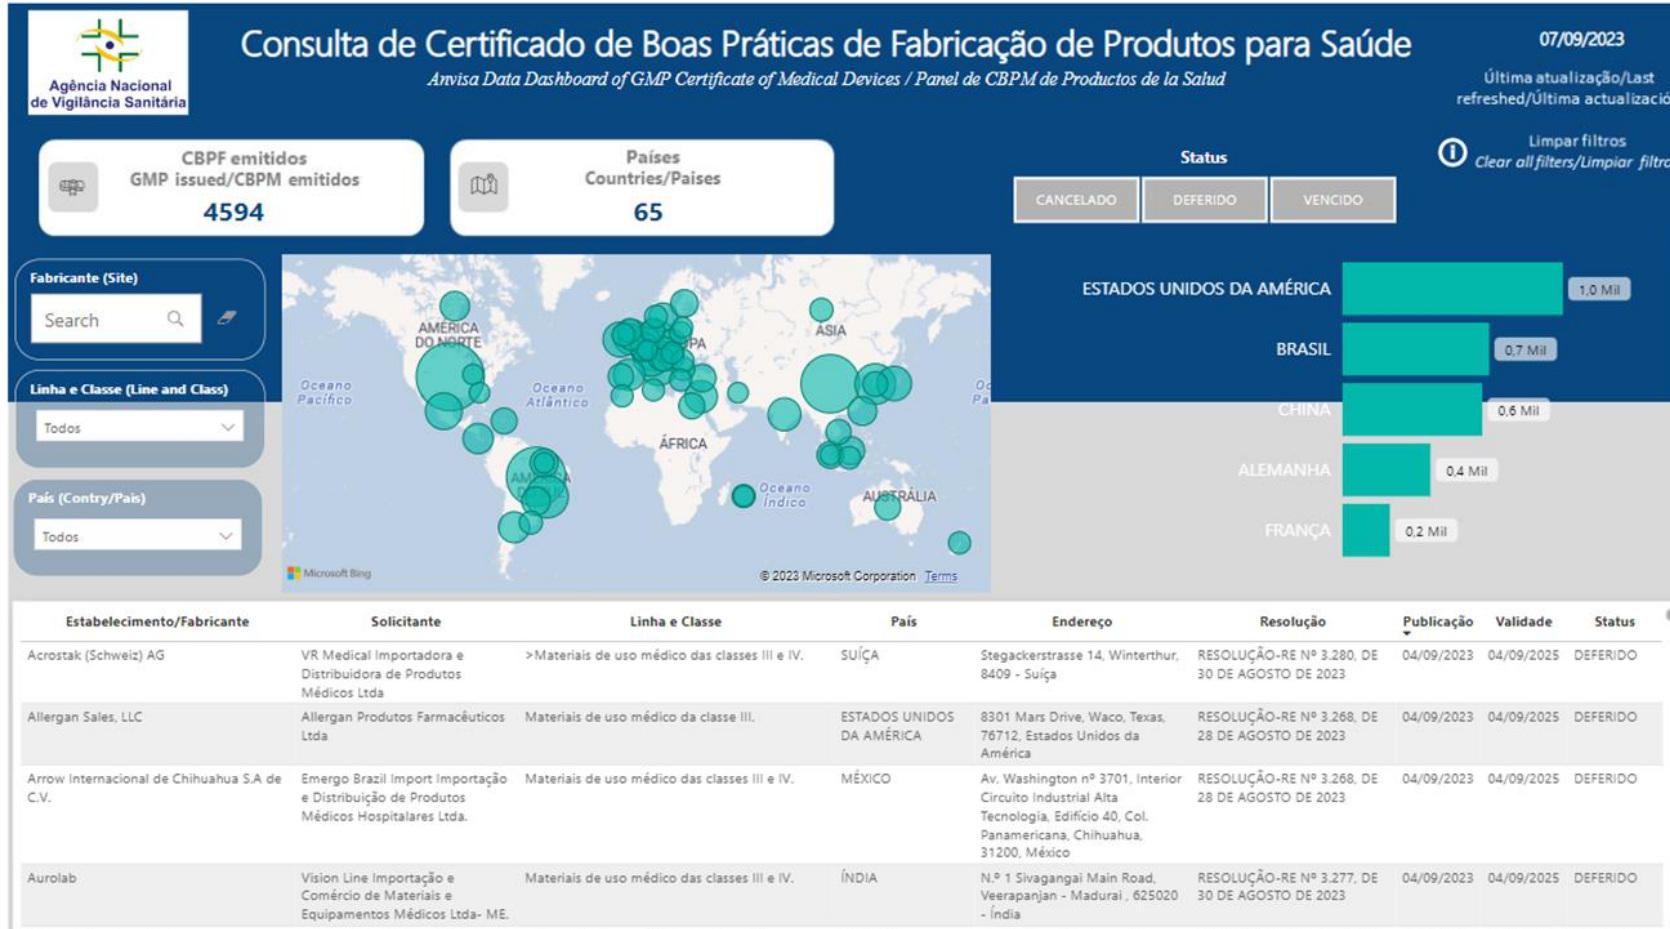 Agência Nacional
de Vigilância Sanitária
Consulta de Certificado de Boas Práticas de Fabricação de Produtos para Saúde
Anvisa Data Dashboard of GMP Certificate of Medical Devices / Panel de CBPM de Productos de la Salud
07/09/2023
Última atualização/Last
refreshed/Última actualizació
Limpar filtros
Clear all filters/Limpiar filtro
CBPF emitidos
GMP issued/CBPM emitidos
4594
Países
Countries/Paises
65
Status
CANCELADO
DEFERIDO
VENCIDO
Fabricante (Site)
Search
Linha e Classe (Line and Class)
Todos
País (Contry/Pais)
Todos
AMÉRICA
DO NORTE
ÁSIA
Oceano
Pacífico
Oceano
Atlântico
ÁFRICA
Oceano
Índico
AUSTRÁLIA
Microsoft Bing
© 2023 Microsoft Corporation Terms
ESTADOS UNIDOS DA AMÉRICA
1,0 Mil
BRASIL
0,7 Mil
CHINA
0,6 Mil
ALEMANHA
0,4 Mil
FRANÇA
0,2 Mil
Estabelecimento/Fabricante Solicitante Linha e Classe País Endereço Resolução Publicação Validade Status
Acrostak (Schweiz) AG VR Medical Importadora e >Materiais de uso médico das classes III e IV. SUÍÇA Stegackerstrasse 14, Winterthur, RESOLUÇÃO-RE Nº 3.280, DE 04/09/2023 04/09/2025 DEFERIDO
Distribuidora de Produtos 8409 - Suíça 30 DE AGOSTO DE 2023
Médicos Ltda
Allergan Sales, LLC Allergan Produtos Farmacêuticos Materiais de uso médico da classe III. ESTADOS UNIDOS 8301 Mars Drive, Waco, Texas, RESOLUÇÃO-RE Nº 3.268, DE 04/09/2023 04/09/2025 DEFERIDO
Ltda DA AMÉRICA 76712, Estados Unidos da 28 DE AGOSTO DE 2023
América
Arrow Internacional de Chihuahua S.A de Emergo Brazil Import Importação Materiais de uso médico das classes III e IV. MÉXICO Av. Washington nº 3701, Interior RESOLUÇÃO-RE Nº 3.268, DE 04/09/2023 04/09/2025 DEFERIDO
C.V. e Distribuição de Produtos Circuito Industrial Alta 28 DE AGOSTO DE 2023
Médicos Hospitalares Ltda. Tecnologia, Edifício 40, Col.
Panamericana, Chihuahua,
31200, México
Aurolab Vision Line Importação e Materiais de uso médico das classes III e IV. ÍNDIA N.º 1 Sivagangai Main Road, RESOLUÇÃO-RE Nº 3.277, DE 04/09/2023 04/09/2025 DEFERIDO
Comércio de Materiais e Veerapanjan - Madurai , 625020 30 DE AGOSTO DE 2023
Equipamentos Médicos Ltda- ME. - Índia